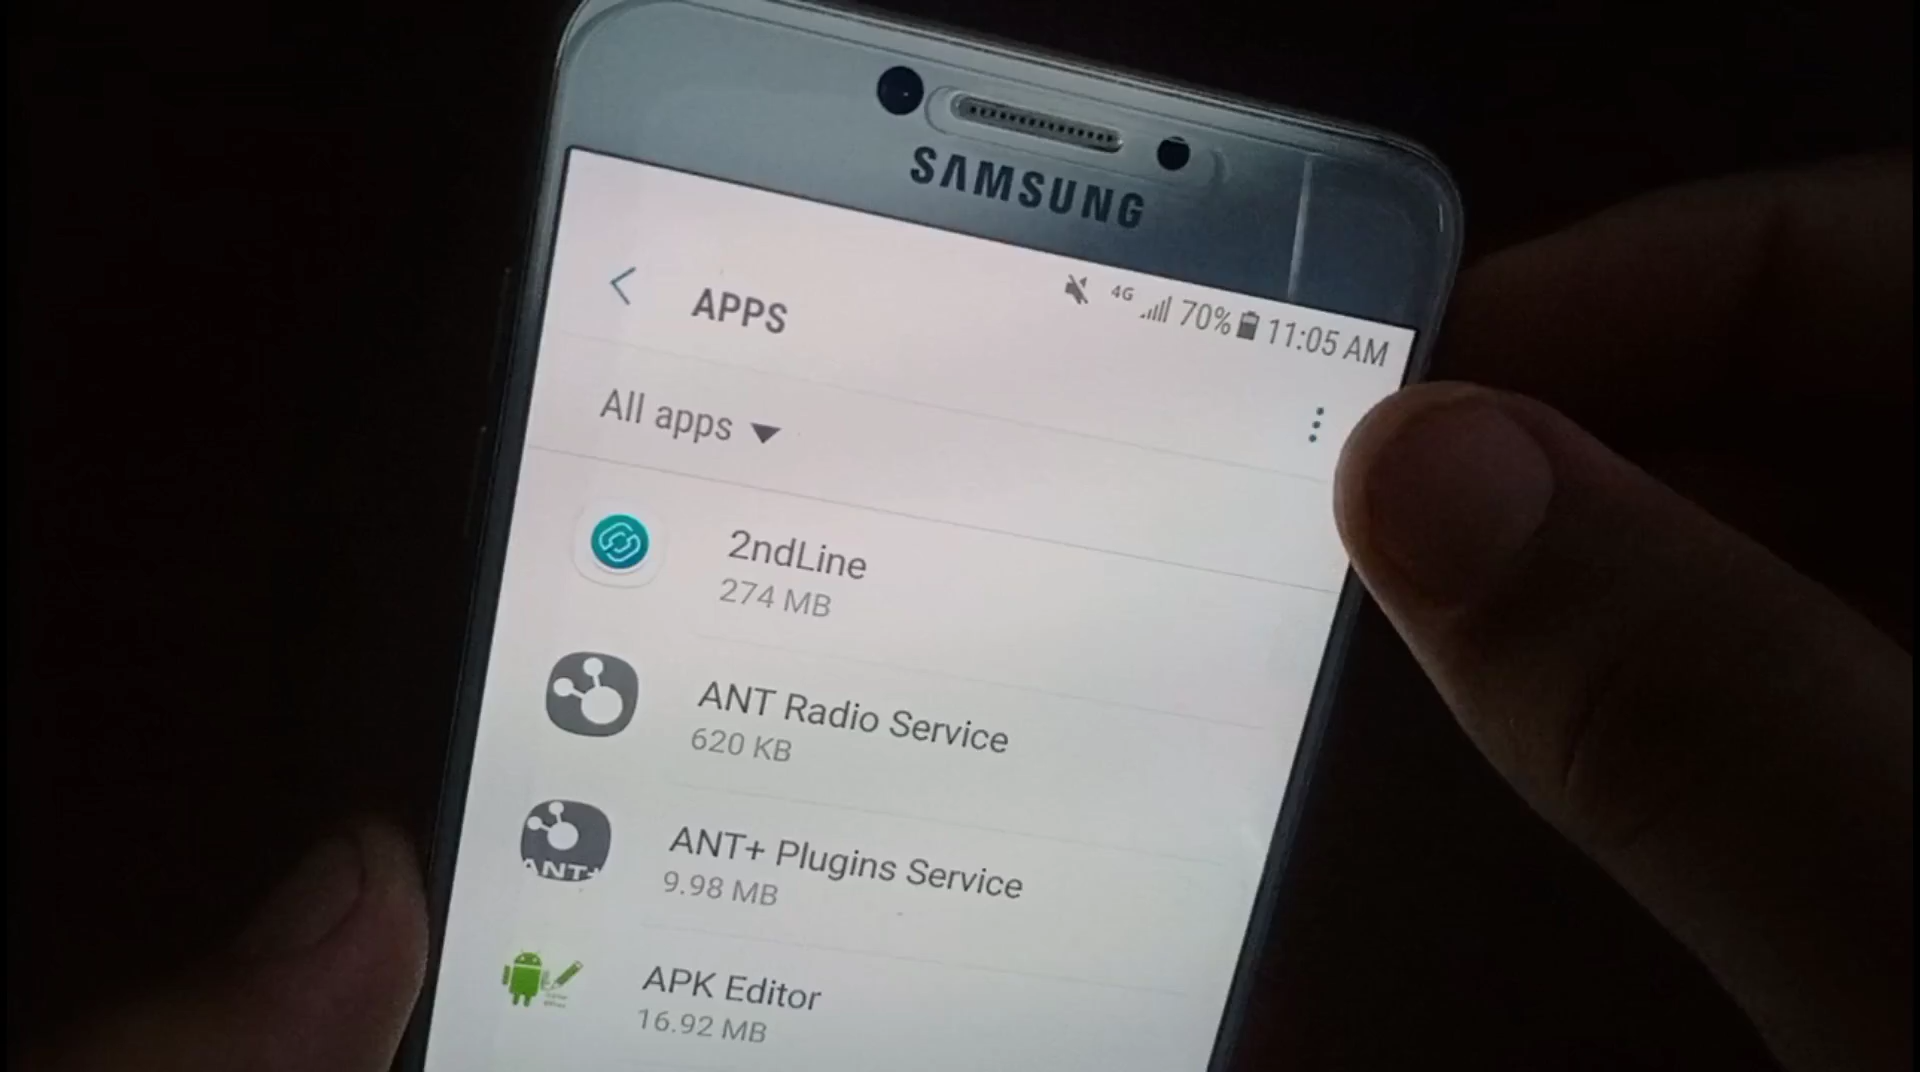 SAMSUNG
4G 70% 11:05 AM
APPS
All apps
2ndLine
274 MB
ANT Radio Service
620 KB
ANT+
ANT+ Plugins Service
9.98 MB
APK Editor
16.92 MB